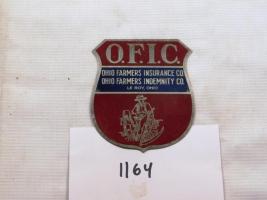 O.F.I.C.
OHIO FARMERS INSURANCE CO.
OHIO FARMERS INDEMNITY CO.
LE ROY, OHIO
1164